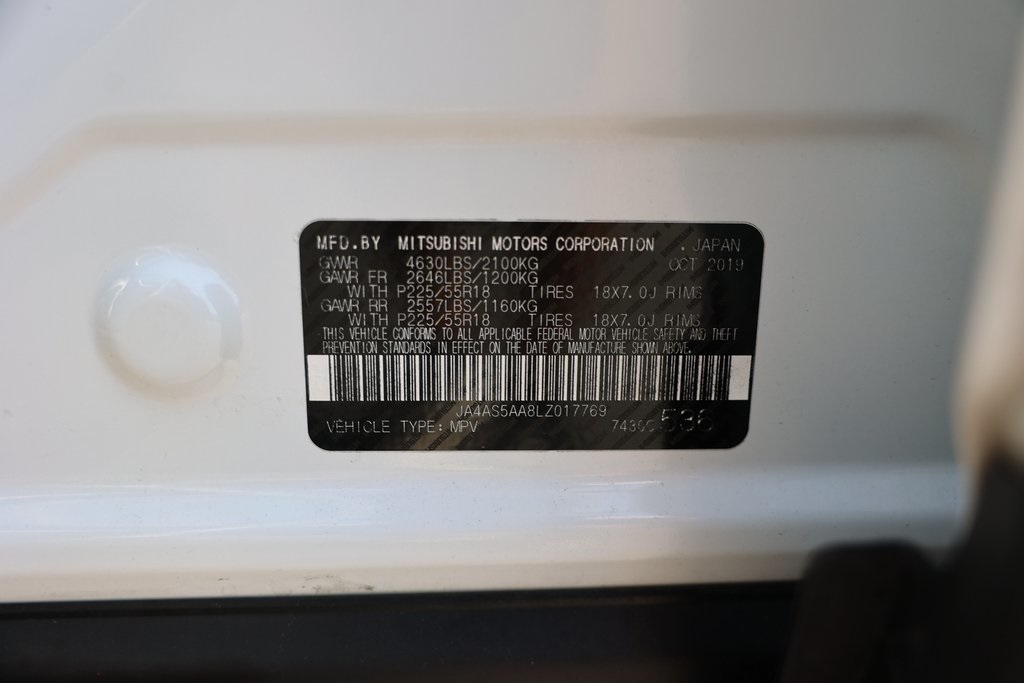 MFD.BY MITSUBISHI MOTORS CORPORATION . JAPAN
GVWR 4630LBS/2100KG OCT 2019
GAWR FR 2646LBS/1200KG
WITH P225/55R18 TIRES 18X7.0J RIMS
GAWR RR 2557LBS/1160KG
WITH P225/55R18 TIRES 18X7.0J RIMS
THIS VEHICLE CONFORMS TO ALL APPLICABLE FEDERAL MOTOR VEHICLE SAFETY AND THEFT
PREVENTION STANDARDS IN EFFECT ON THE DATE OF MANUFACTURE SHOWN ABOVE.
JA4AS5AA8LZ017769
VEHICLE TYPE: MPV 536